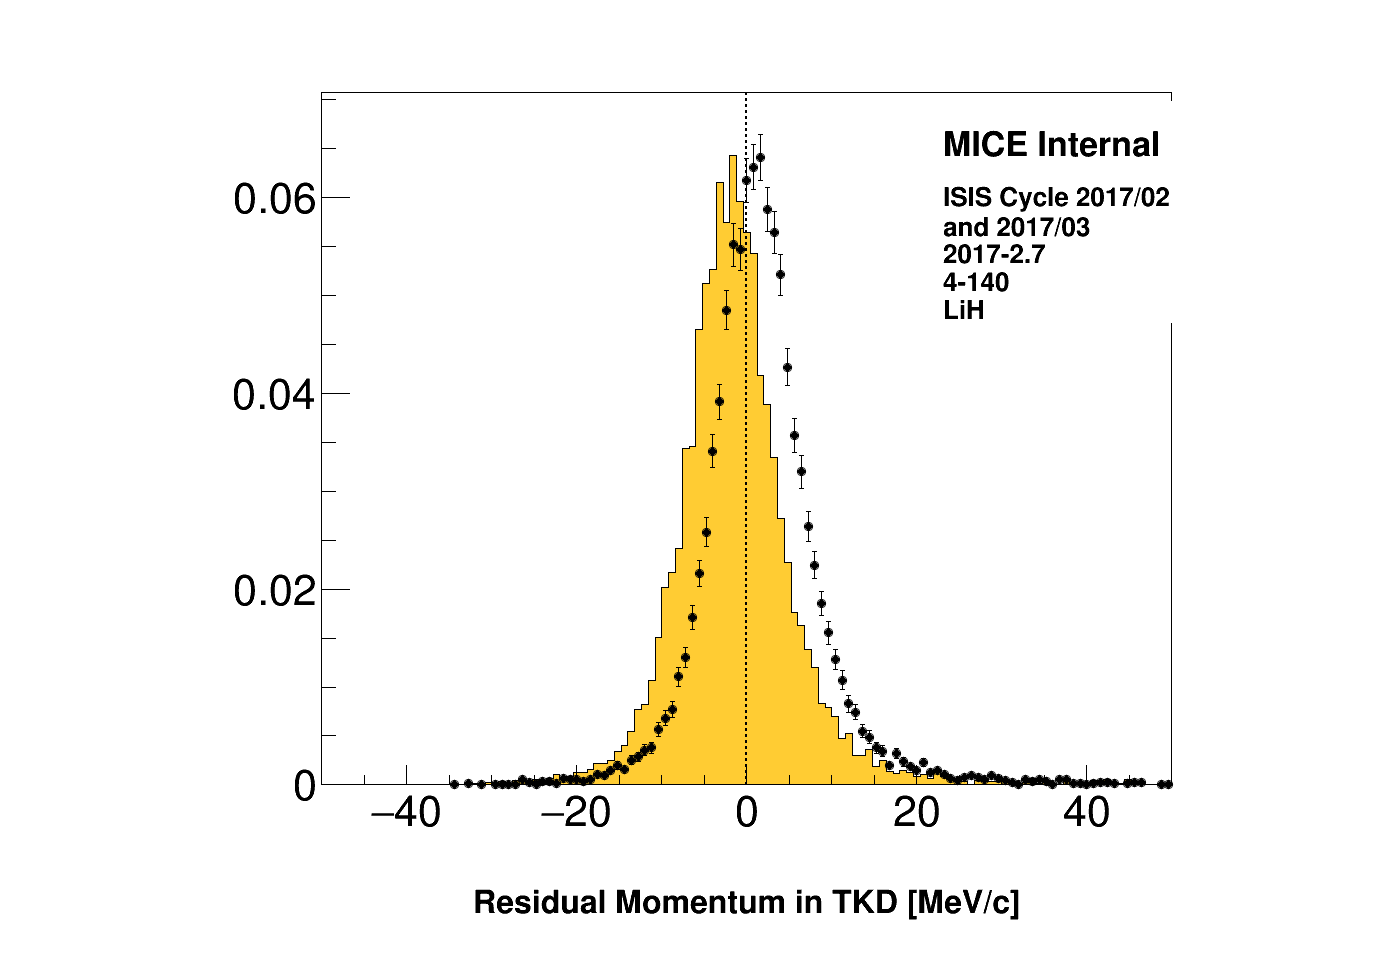 MICE Internal
ISIS Cycle 2017/02
and 2017/03
2017-2.7
4-140
LiH
0.06
0.04
0.02
0
−40 −20 0 20 40
Residual Momentum in TKD [MeV/c]